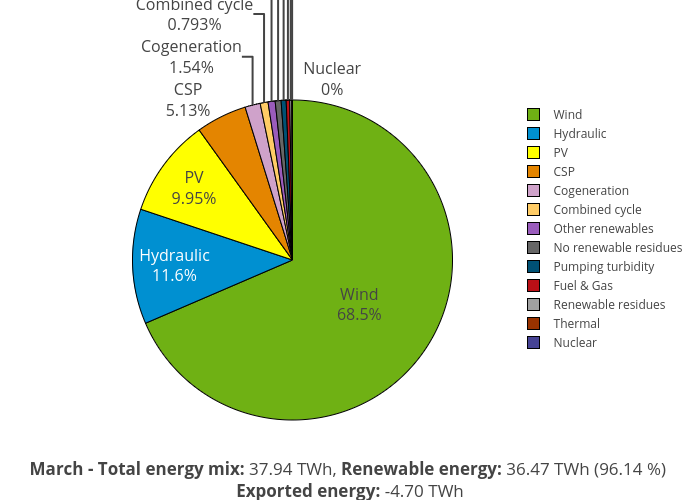 Combined cycle
0.793%
Cogeneration
1.54%
CSP
5.13%
Nuclear
0%
PV
9.95%
Hydraulic
11.6%
Wind
68.5%
Wind
Hydraulic
PV
CSP
Cogeneration
Combined cycle
Other renewables
No renewable residues
Pumping turbidity
Fuel & Gas
Renewable residues
Thermal
Nuclear
March - Total energy mix: 37.94 TWh, Renewable energy: 36.47 TWh (96.14 %)
Exported energy: -4.70 TWh